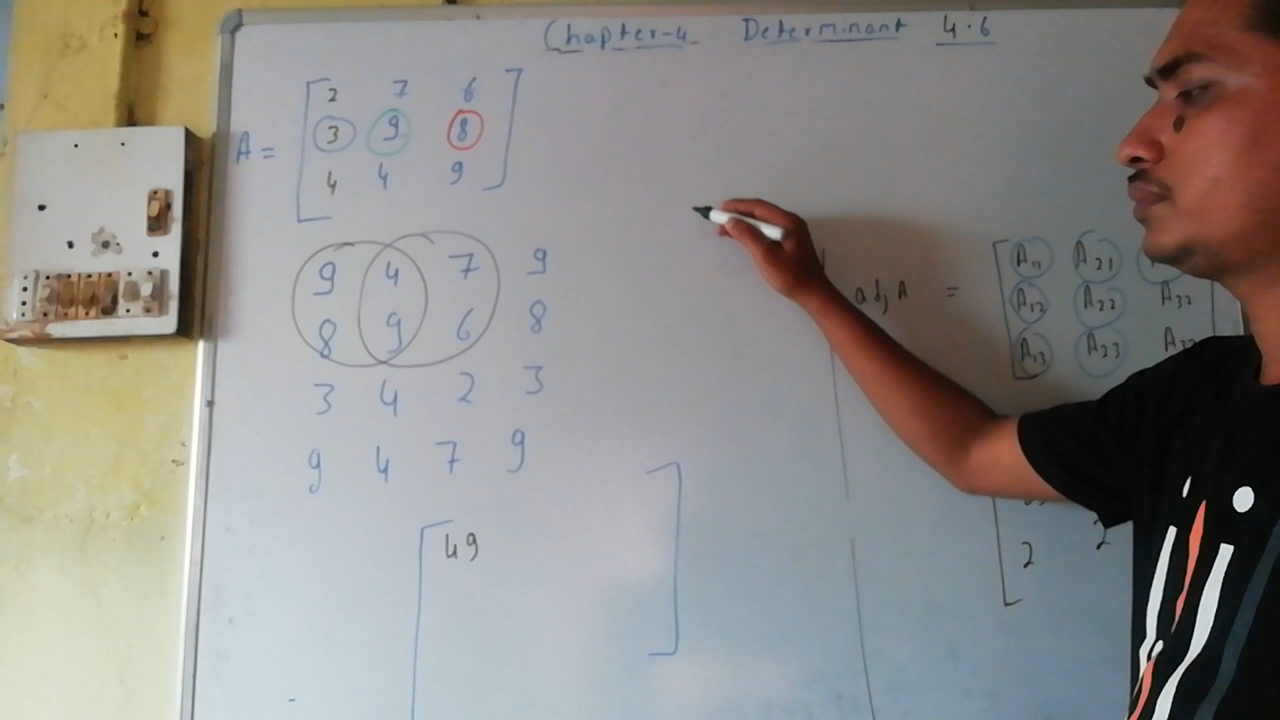 Chapter-4 Determinant 4.6
A = [ 2 7 6
3 9 8
4 4 9 ]
9 4 7 9
8 9 6 8
3 4 2 3
9 4 7 9
[ 49 ]
adj A = [ A11 A21
A12 A22 A32
A13 A23
2 2